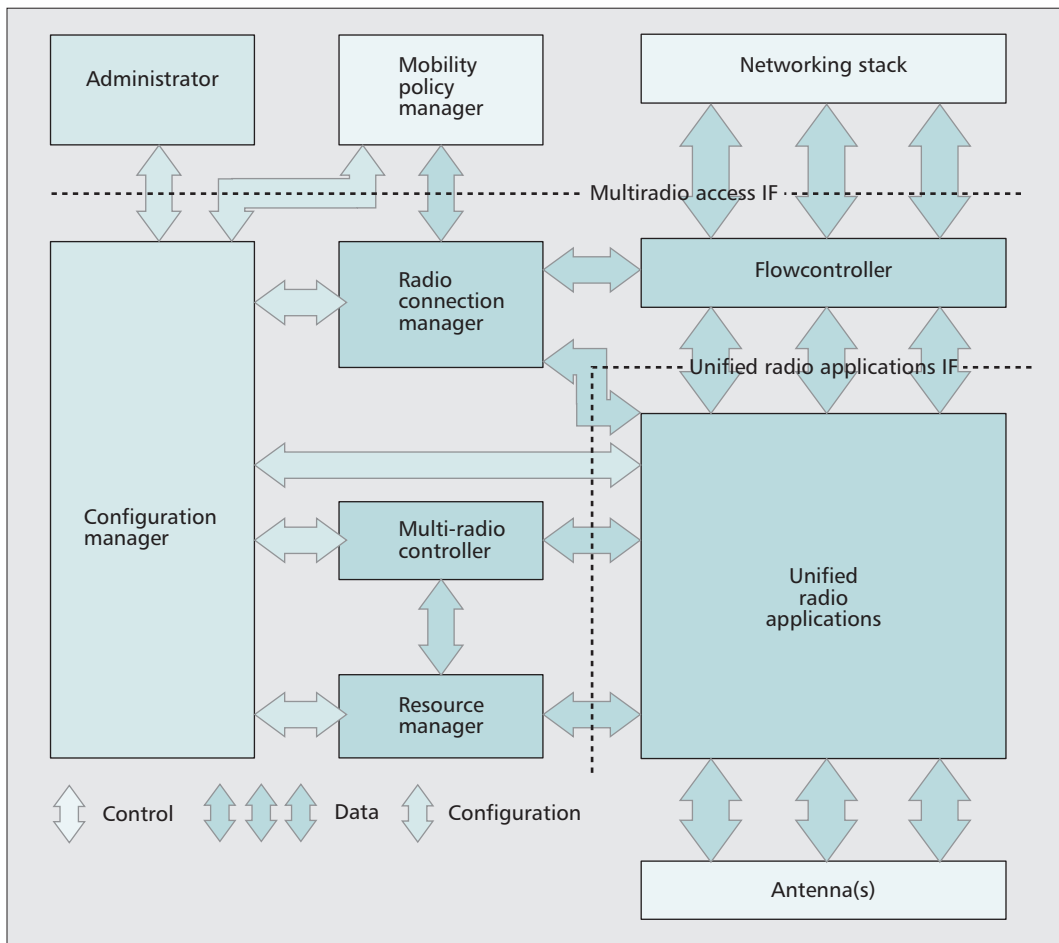 Administrator
Mobility
policy
manager
Networking stack
Multiradio access IF
Radio
connection
manager
Flowcontroller
Unified radio applications IF
Configuration
manager
Multi-radio
controller
Unified
radio
applications
Resource
manager
Control
Data
Configuration
Antenna(s)